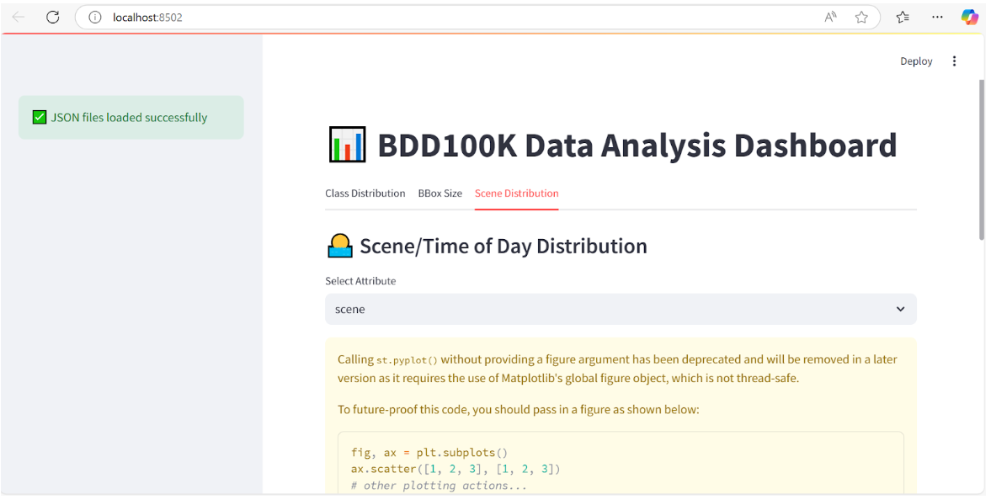 localhost:8502
Deploy
JSON files loaded successfully
BDD100K Data Analysis Dashboard
Class Distribution BBox Size Scene Distribution
Scene/Time of Day Distribution
Select Attribute
scene
Calling st.pyplot() without providing a figure argument has been deprecated and will be removed in a later
version as it requires the use of Matplotlib's global figure object, which is not thread-safe.
To future-proof this code, you should pass in a figure as shown below:
fig, ax = plt.subplots()
ax.scatter([1, 2, 3], [1, 2, 3])
# other plotting actions...